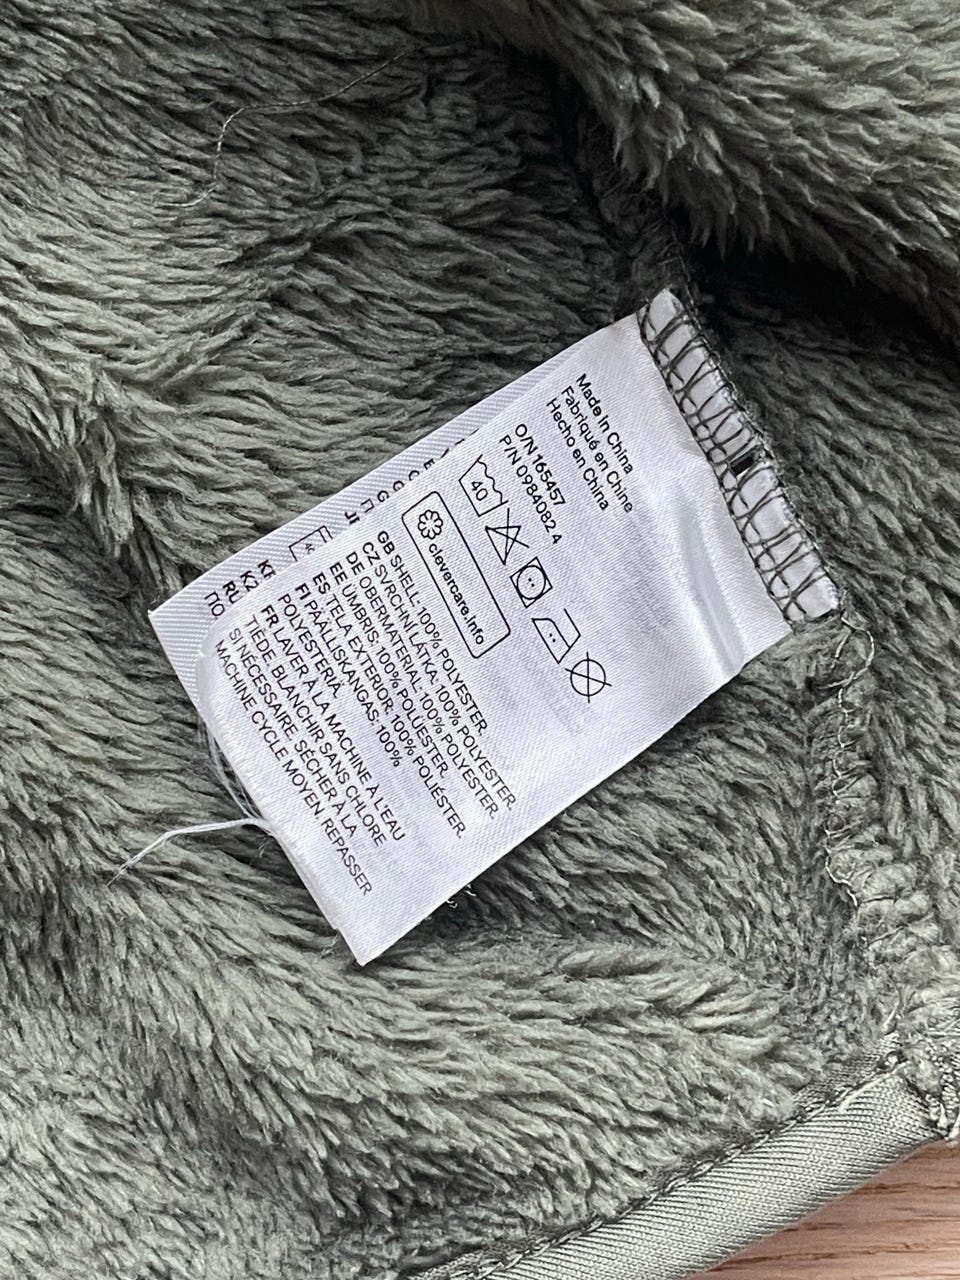 Made in China
Fabriqué en Chine
Hecho en China
O/N 165457
P/N 0984082.4
40
clevercare.info
GB SHELL: 100% POLYESTER.
CZ SVRCHNÍ LÁTKA: 100% POLYESTER.
DE OBERMATERIAL: 100% POLYESTER.
EE ÜMBRIS: 100% POLÜESTER.
ES TELA EXTERIOR: 100% POLIÉSTER.
FI PÄÄLLISKANGAS: 100%
POLYESTERIÄ.
FR LAVER À LA MACHINE À L'EAU
TIÈDE. BLANCHIR SANS CHLORE
SI NÉCESSAIRE. SÉCHER À LA
MACHINE CYCLE MOYEN. REPASSER